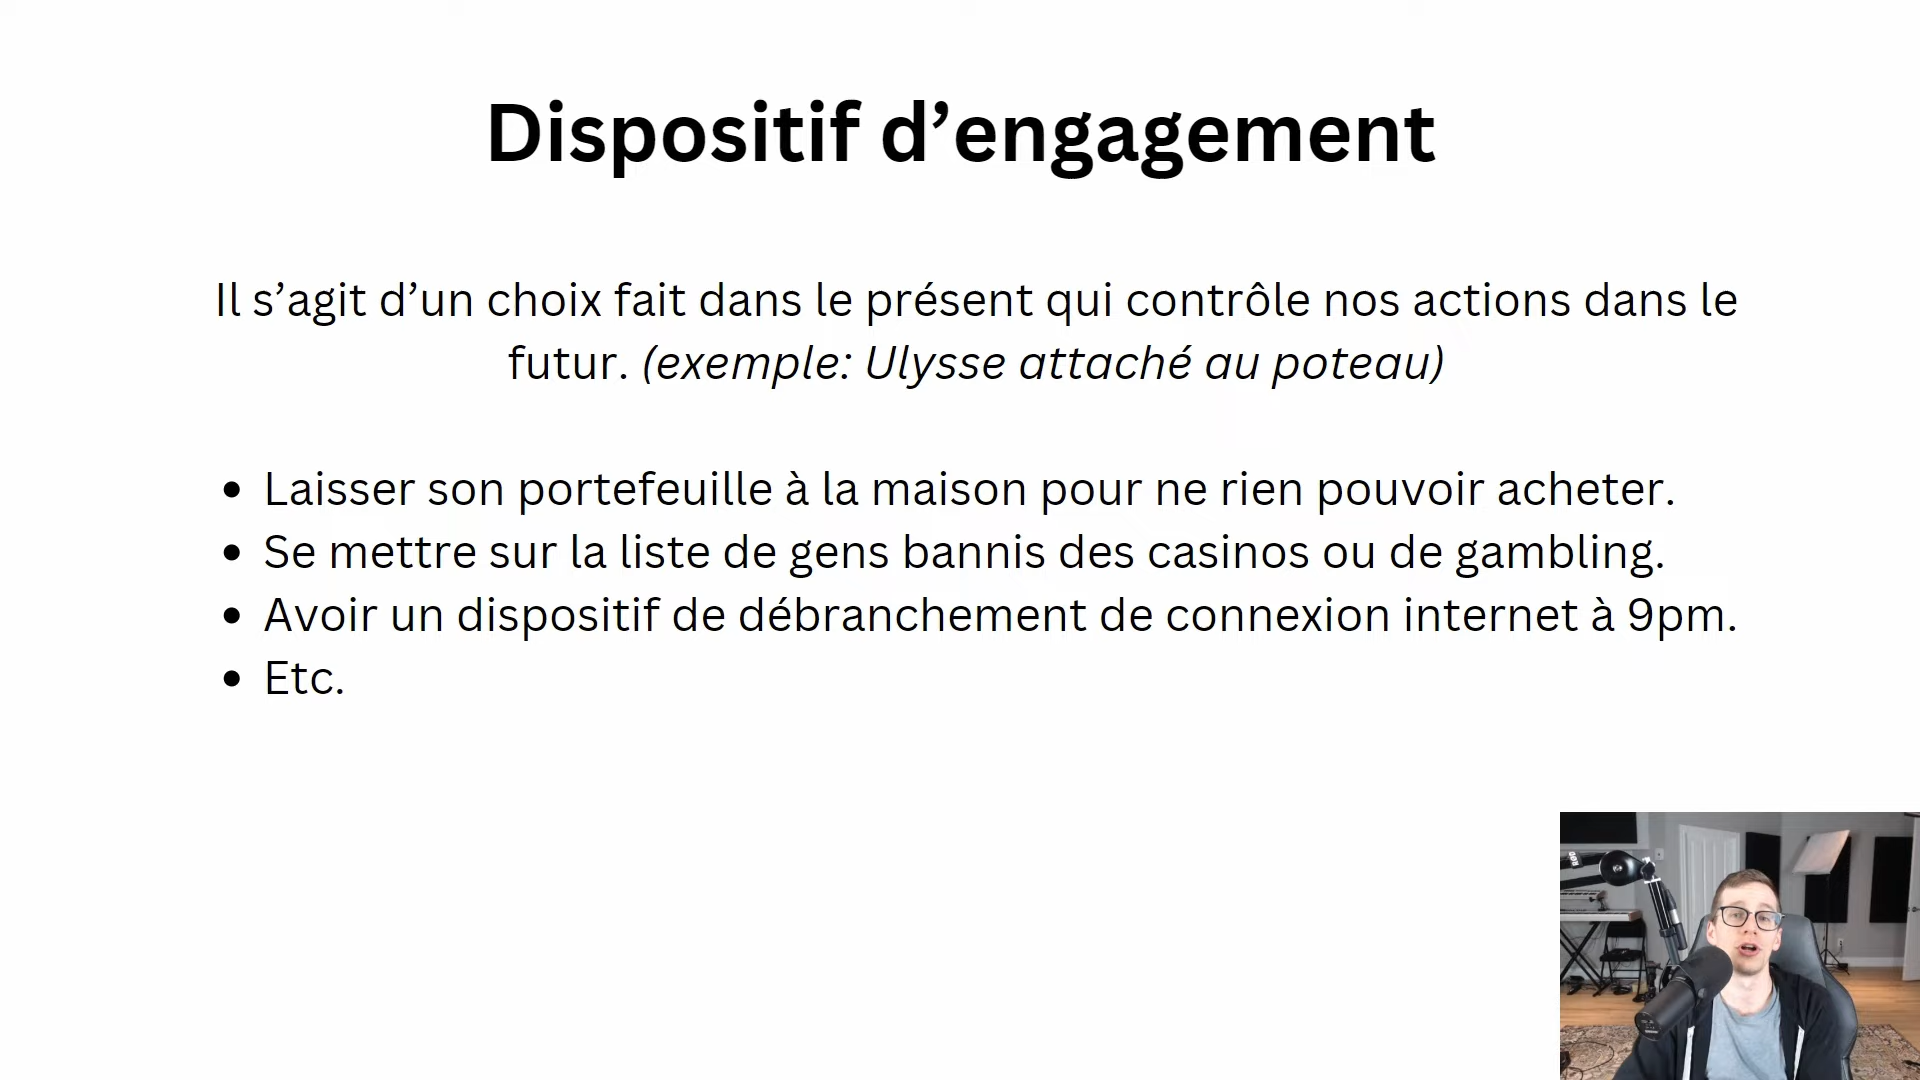 Dispositif d’engagement
Il s’agit d’un choix fait dans le présent qui contrôle nos actions dans le
futur. (exemple: Ulysse attaché au poteau)
• Laisser son portefeuille à la maison pour ne rien pouvoir acheter.
• Se mettre sur la liste de gens bannis des casinos ou de gambling.
• Avoir un dispositif de débranchement de connexion internet à 9pm.
• Etc.